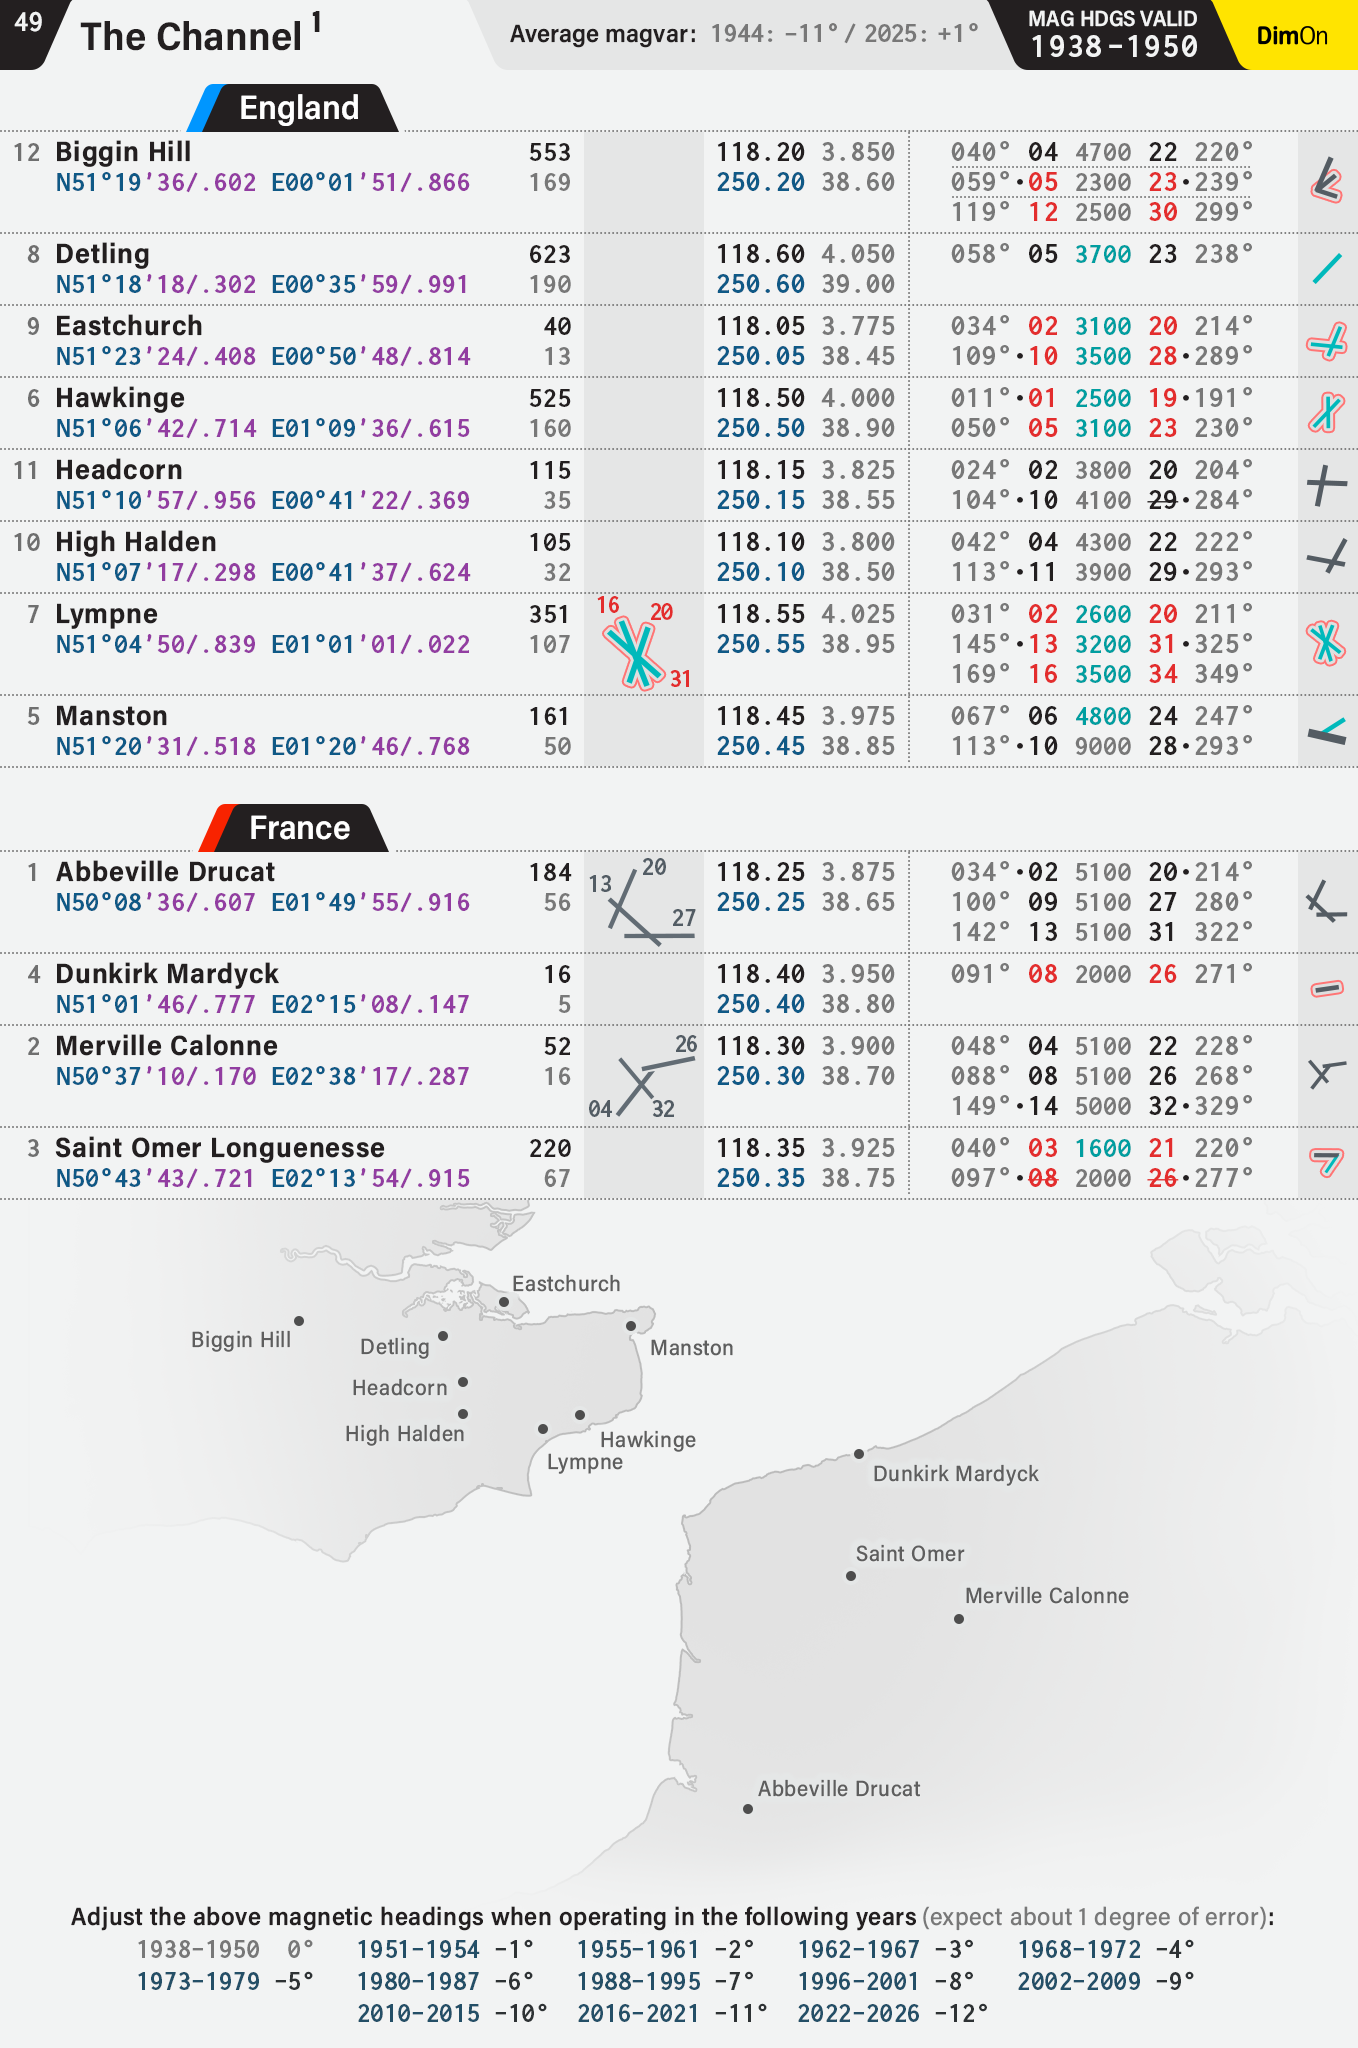 49 The Channel 1 Average magvar: 1944: -11° / 2025: +1° MAG HDGS VALID 1938-1950 DimOn
England
12 Biggin Hill 553 118.20 3.850 040° 04 4700 22 220°
N51°19'36/.602 E00°01'51/.866 169 250.20 38.60 059°•05 2300 23•239°
119° 12 2500 30 299°
8 Detling 623 118.60 4.050 058° 05 3700 23 238°
N51°18'18/.302 E00°35'59/.991 190 250.60 39.00
9 Eastchurch 40 118.05 3.775 034° 02 3100 20 214°
N51°23'24/.408 E00°50'48/.814 13 250.05 38.45 109°•10 3500 28•289°
6 Hawkinge 525 118.50 4.000 011°•01 2500 19•191°
N51°06'42/.714 E01°09'36/.615 160 250.50 38.90 050° 05 3100 23 230°
11 Headcorn 115 118.15 3.825 024° 02 3800 20 204°
N51°10'57/.956 E00°41'22/.369 35 250.15 38.55 104°•10 4100 29•284°
10 High Halden 105 118.10 3.800 042° 04 4300 22 222°
N51°07'17/.298 E00°41'37/.624 32 250.10 38.50 113°•11 3900 29•293°
7 Lympne 351 16 20 118.55 4.025 031° 02 2600 20 211°
N51°04'50/.839 E01°01'01/.022 107 250.55 38.95 145°•13 3200 31•325°
31 169° 16 3500 34 349°
5 Manston 161 118.45 3.975 067° 06 4800 24 247°
N51°20'31/.518 E01°20'46/.768 50 250.45 38.85 113°•10 9000 28•293°
France
1 Abbeville Drucat 184 13 20 118.25 3.875 034°•02 5100 20•214°
N50°08'36/.607 E01°49'55/.916 56 27 250.25 38.65 100° 09 5100 27 280°
142° 13 5100 31 322°
4 Dunkirk Mardyck 16 118.40 3.950 091° 08 2000 26 271°
N51°01'46/.777 E02°15'08/.147 5 250.40 38.80
2 Merville Calonne 52 26 118.30 3.900 048° 04 5100 22 228°
N50°37'10/.170 E02°38'17/.287 16 250.30 38.70 088° 08 5100 26 268°
04 32 149°•14 5000 32•329°
3 Saint Omer Longuenesse 220 118.35 3.925 040° 03 1600 21 220°
N50°43'43/.721 E02°13'54/.915 67 250.35 38.75 097°•08 2000 26•277°
Eastchurch
Biggin Hill
Detling
Manston
Headcorn
High Halden
Hawkinge
Lympne
Dunkirk Mardyck
Saint Omer
Merville Calonne
Abbeville Drucat
Adjust the above magnetic headings when operating in the following years (expect about 1 degree of error):
1938-1950 0° 1951-1954 -1° 1955-1961 -2° 1962-1967 -3° 1968-1972 -4°
1973-1979 -5° 1980-1987 -6° 1988-1995 -7° 1996-2001 -8° 2002-2009 -9°
2010-2015 -10° 2016-2021 -11° 2022-2026 -12°